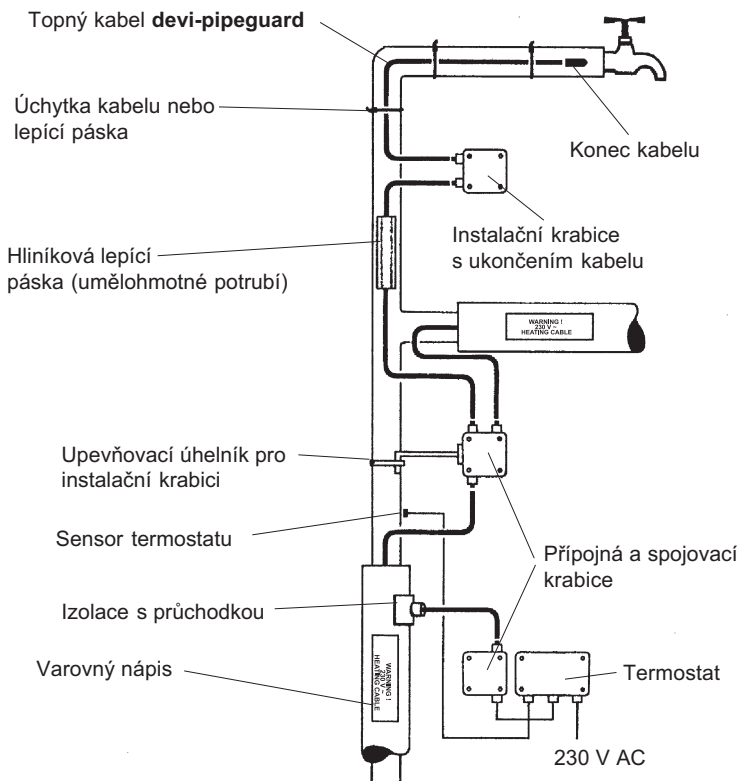 Topný kabel devi-pipeguard
Úchytka kabelu nebo
lepící páska
Konec kabelu
Instalační krabice
s ukončením kabelu
Hliníková lepící
páska (umělohmotné potrubí)
WARNING !
230 V ~
HEATING CABLE
Upevňovací úhelník pro
instalační krabici
Sensor termostatu
Přípojná a spojovací
krabice
Izolace s průchodkou
Varovný nápis
WARNING !
230 V ~
HEATING CABLE
Termostat
230 V AC